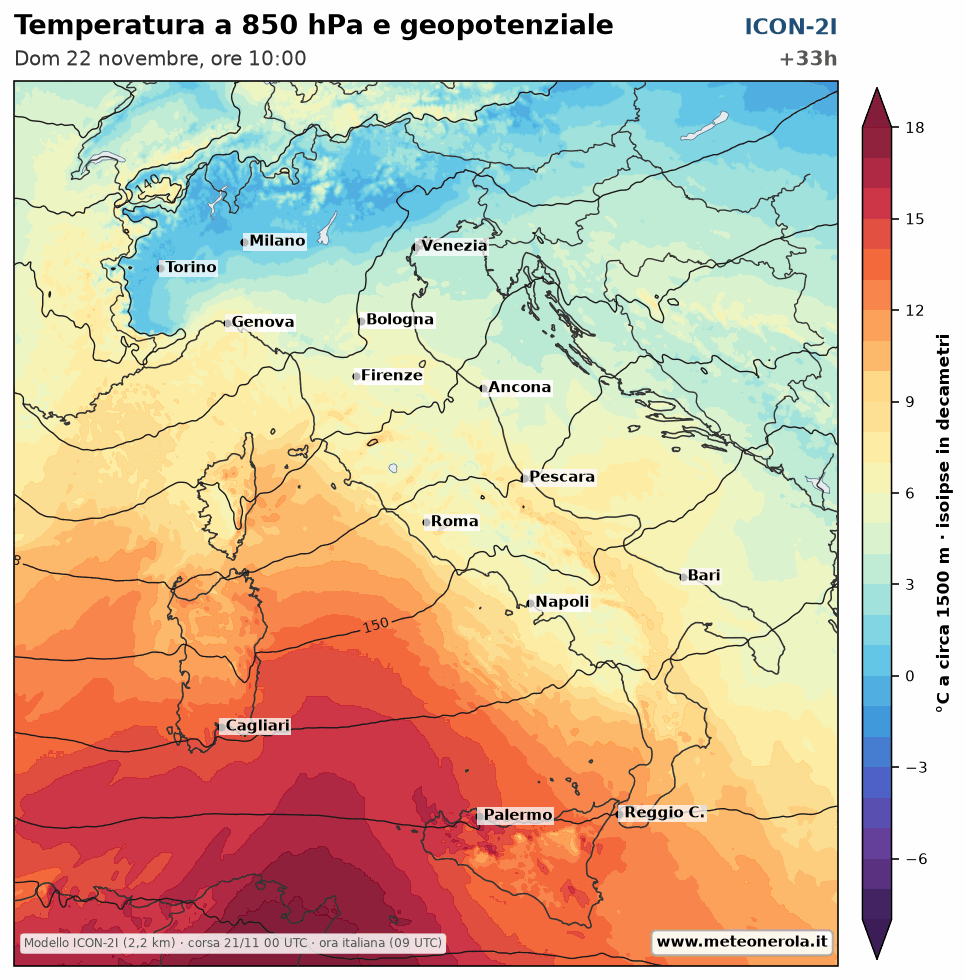 Temperatura a 850 hPa e geopotenziale
ICON-2I
Dom 22 novembre, ore 10:00
+33h
140
Milano
Venezia
Torino
Genova
Bologna
Firenze
Ancona
Pescara
Roma
8
Bari
Napoli
150
Cagliari
Palermo
Reggio C.
Modello ICON-2I (2,2 km) · corsa 21/11 00 UTC · ora italiana (09 UTC)
www.meteonerola.it
18
15
12
9
6
3
0
−3
−6
°C a circa 1500 m · isoipse in decametri